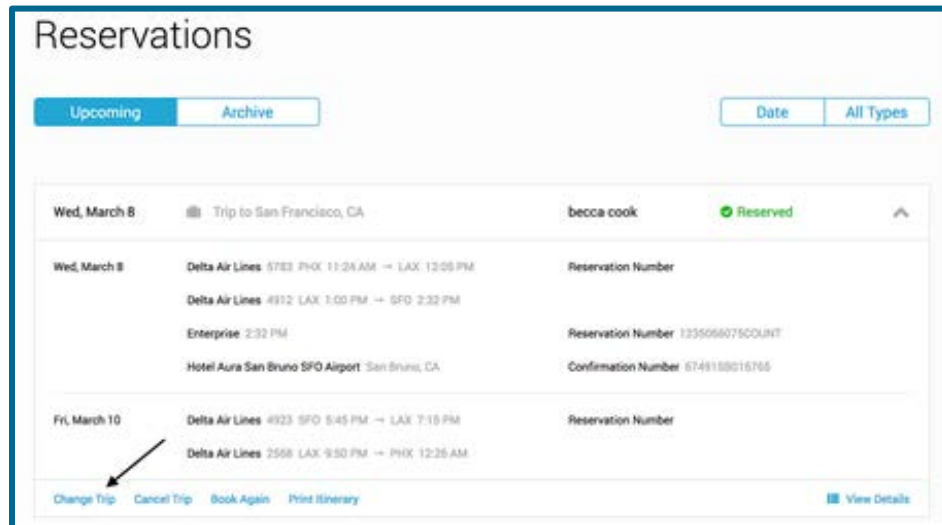 Reservations
Upcoming Archive Date All Types
Wed, March 8 Trip to San Francisco, CA becca cook Reserved
Wed, March 8 Delta Air Lines 5783 PHX 11:24 AM → LAX 12:05 PM Reservation Number
Delta Air Lines 4912 LAX 1:00 PM → SFO 2:32 PM
Enterprise 2:32 PM Reservation Number 1235066075COUNT
Hotel Aura San Bruno SFO Airport San Bruno, CA Confirmation Number
Fri, March 10 Delta Air Lines 4923 SFO 5:45 PM → LAX 7:15 PM Reservation Number
Delta Air Lines 2568 LAX 9:50 PM → PHX 12:26 AM
Change Trip Cancel Trip Book Again Print Itinerary View Details